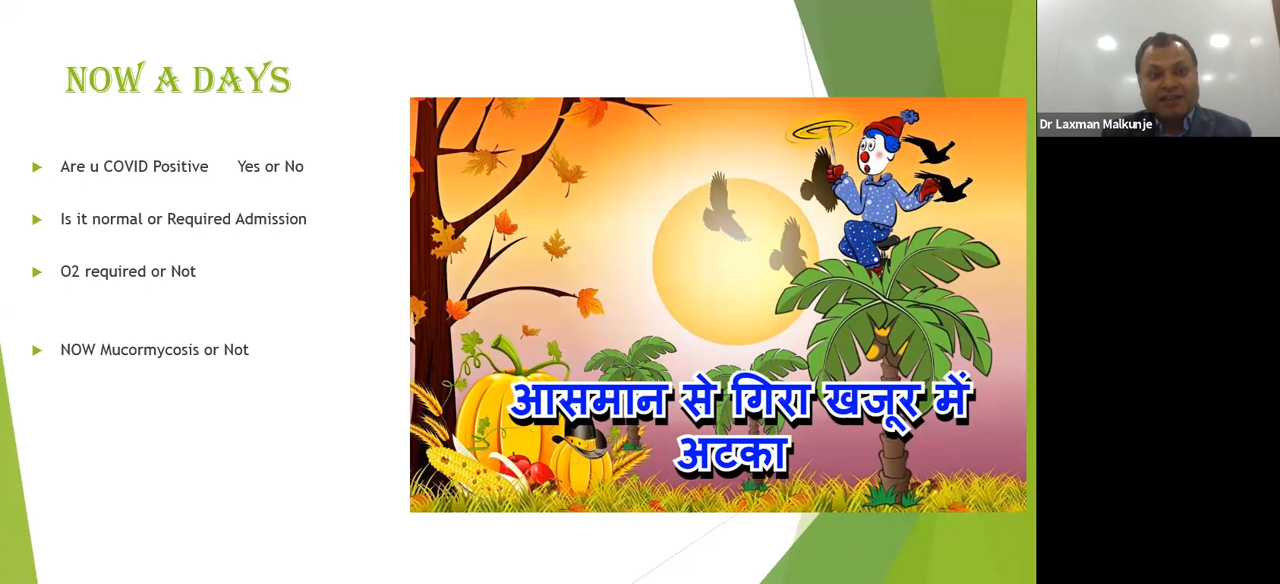 NOW A DAYS
Are u COVID Positive Yes or No
Is it normal or Required Admission
O2 required or Not
NOW Mucormycosis or Not
आसमान से गिरा खजूर में
अटका
Dr Laxman Malkunje